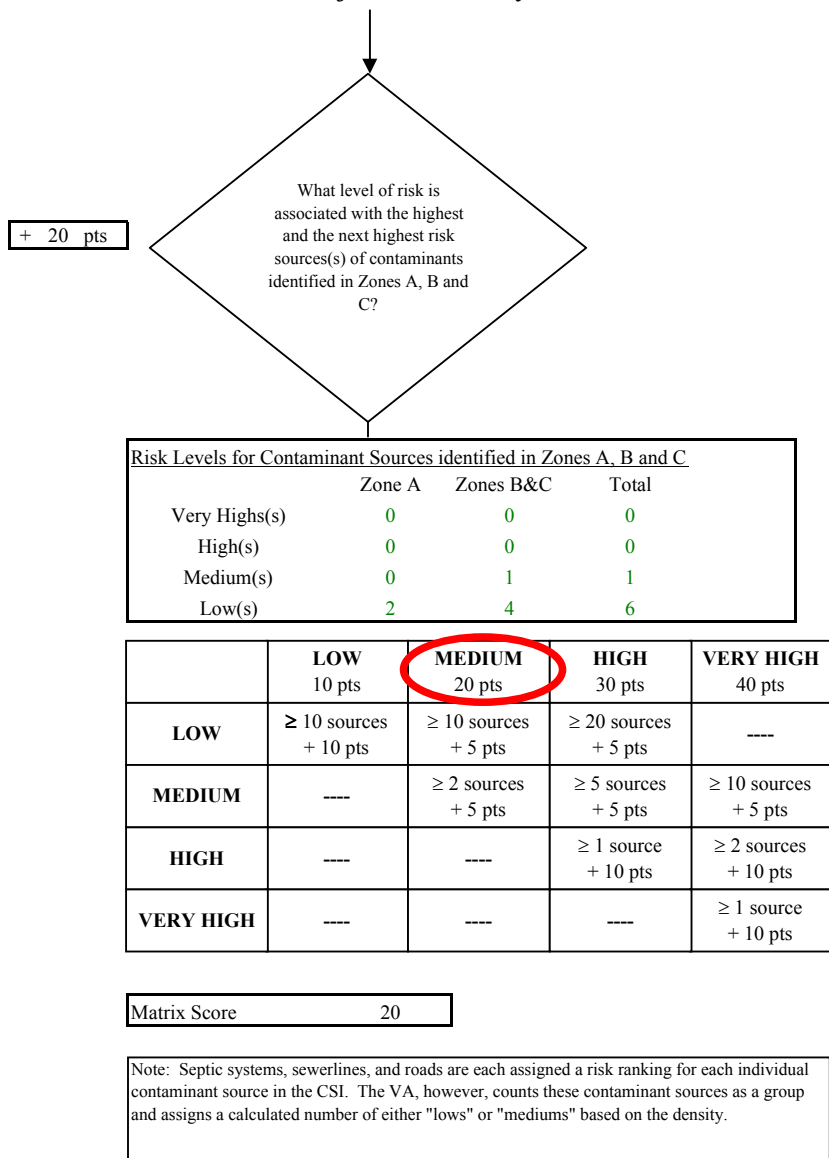 What level of risk is
associated with the highest
+ 20 pts and the next highest risk
sources(s) of contaminants
identified in Zones A, B and
C?
Risk Levels for Contaminant Sources identified in Zones A, B and C
Zone A Zones B&C Total
Very Highs(s) 0 0 0
High(s) 0 0 0
Medium(s) 0 1 1
Low(s) 2 4 6
LOW MEDIUM HIGH VERY HIGH
10 pts 20 pts 30 pts 40 pts
LOW ≥ 10 sources ≥ 10 sources ≥ 20 sources ----
+ 10 pts + 5 pts + 5 pts
MEDIUM ---- ≥ 2 sources ≥ 5 sources ≥ 10 sources
+ 5 pts + 5 pts + 5 pts
HIGH ---- ---- ≥ 1 source ≥ 2 sources
+ 10 pts + 10 pts
VERY HIGH ---- ---- ---- ≥ 1 source
+ 10 pts
Matrix Score 20
Note: Septic systems, sewerlines, and roads are each assigned a risk ranking for each individual
contaminant source in the CSI. The VA, however, counts these contaminant sources as a group
and assigns a calculated number of either "lows" or "mediums" based on the density.